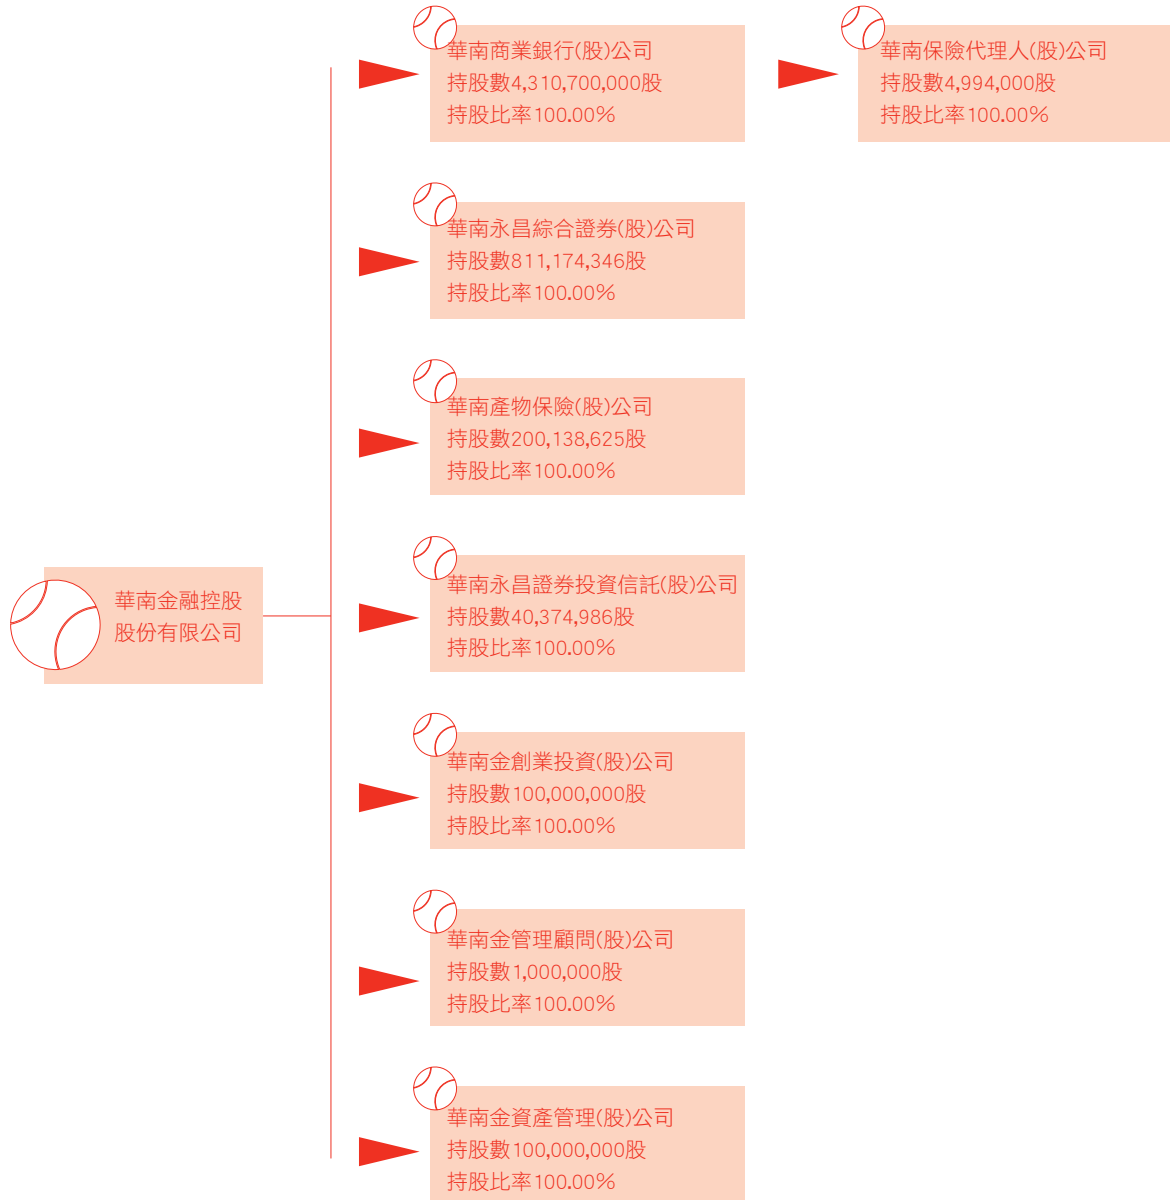 華南金融控股
股份有限公司
華南商業銀行(股)公司
持股數4,310,700,000股
持股比率100.00%
華南保險代理人(股)公司
持股數4,994,000股
持股比率100.00%
華南永昌綜合證券(股)公司
持股數811,174,346股
持股比率100.00%
華南產物保險(股)公司
持股數200,138,625股
持股比率100.00%
華南永昌證券投資信託(股)公司
持股數40,374,986股
持股比率100.00%
華南金創業投資(股)公司
持股數100,000,000股
持股比率100.00%
華南金管理顧問(股)公司
持股數1,000,000股
持股比率100.00%
華南金資產管理(股)公司
持股數100,000,000股
持股比率100.00%